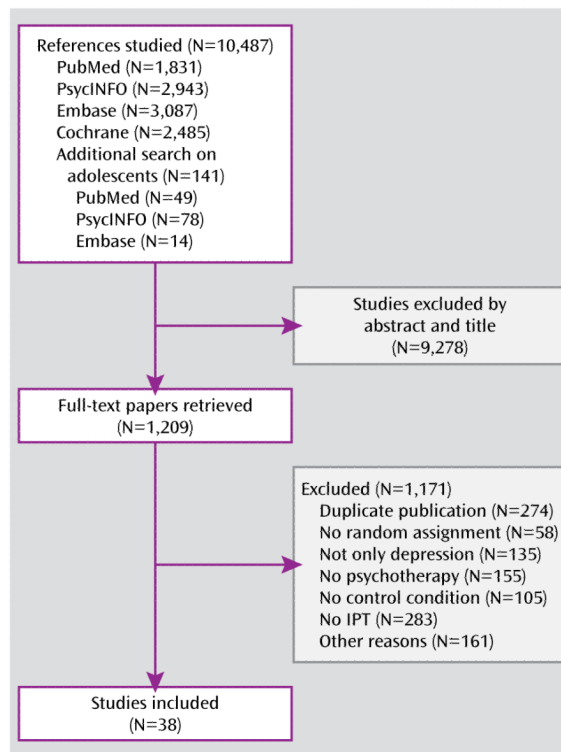 References studied (N=10,487)
PubMed (N=1,831)
PsycINFO (N=2,943)
Embase (N=3,087)
Cochrane (N=2,485)
Additional search on
adolescents (N=141)
PubMed (N=49)
PsycINFO (N=78)
Embase (N=14)
Studies excluded by
abstract and title
(N=9,278)
Full-text papers retrieved
(N=1,209)
Excluded (N=1,171)
Duplicate publication (N=274)
No random assignment (N=58)
Not only depression (N=135)
No psychotherapy (N=155)
No control condition (N=105)
No IPT (N=283)
Other reasons (N=161)
Studies included
(N=38)